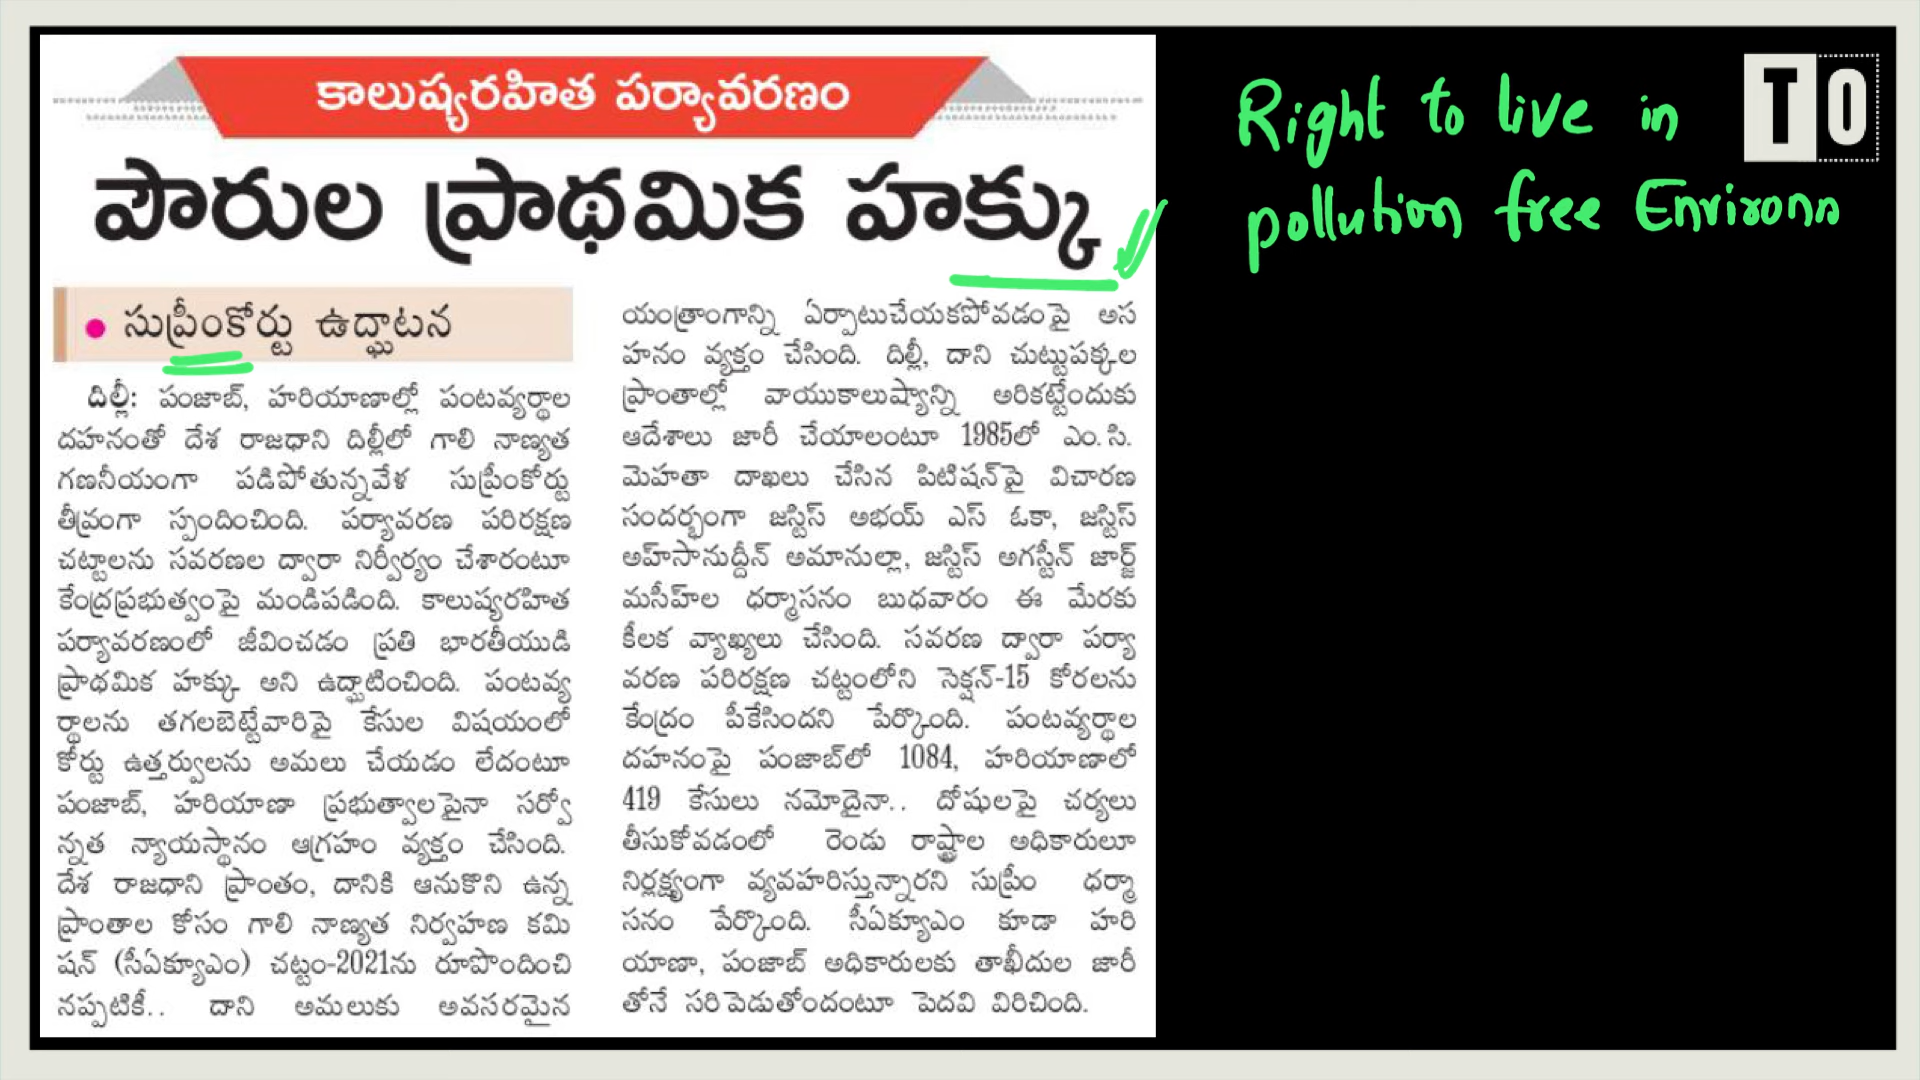 కాలుష్యరహిత పర్యావరణం
పౌరుల ప్రాథమిక హక్కు
• సుప్రీంకోర్టు ఉద్ఘాటన
దిల్లీ: పంజాబ్, హరియాణాల్లో పంటవ్యర్థాల
దహనంతో దేశ రాజధాని దిల్లీలో గాలి నాణ్యత
గణనీయంగా పడిపోతున్నవేళ సుప్రీంకోర్టు
తీవ్రంగా స్పందించింది. పర్యావరణ పరిరక్షణ
చట్టాలను సవరణల ద్వారా నిర్వీర్యం చేశారంటూ
కేంద్రప్రభుత్వంపై మండిపడింది. కాలుష్యరహిత
పర్యావరణంలో జీవించడం ప్రతి భారతీయుడి
ప్రాథమిక హక్కు అని ఉద్ఘాటించింది. పంటవ్య
ర్థాలను తగలబెట్టేవారిపై కేసుల విషయంలో
కోర్టు ఉత్తర్వులను అమలు చేయడం లేదంటూ
పంజాబ్, హరియాణా ప్రభుత్వాలపైనా సర్వో
న్నత న్యాయస్థానం ఆగ్రహం వ్యక్తం చేసింది.
దేశ రాజధాని ప్రాంతం, దానికి ఆనుకొని ఉన్న
ప్రాంతాల కోసం గాలి నాణ్యత నిర్వహణ కమి
షన్ (సీఏక్యూఎం) చట్టం-2021ను రూపొందించి
నప్పటికీ.. దాని అమలుకు అవసరమైన
యంత్రాంగాన్ని ఏర్పాటుచేయకపోవడంపై అస
హనం వ్యక్తం చేసింది. దిల్లీ, దాని చుట్టుపక్కల
ప్రాంతాల్లో వాయుకాలుష్యాన్ని అరికట్టేందుకు
ఆదేశాలు జారీ చేయాలంటూ 1985లో ఎం.సి.
మెహతా దాఖలు చేసిన పిటిషన్‌పై విచారణ
సందర్భంగా జస్టిస్ అభయ్ ఎస్ ఓకా, జస్టిస్
అహ్‌సానుద్దీన్ అమానుల్లా, జస్టిస్ అగస్టీన్ జార్జ్
మసీహ్‌ల ధర్మాసనం బుధవారం ఈ మేరకు
కీలక వ్యాఖ్యలు చేసింది. సవరణ ద్వారా పర్యా
వరణ పరిరక్షణ చట్టంలోని సెక్షన్-15 కోరలను
కేంద్రం పీకేసిందని పేర్కొంది. పంటవ్యర్థాల
దహనంపై పంజాబ్‌లో 1084, హరియాణాలో
419 కేసులు నమోదైనా.. దోషులపై చర్యలు
తీసుకోవడంలో రెండు రాష్ట్రాల అధికారులూ
నిర్లక్ష్యంగా వ్యవహరిస్తున్నారని సుప్రీం ధర్మా
సనం పేర్కొంది. సీఏక్యూఎం కూడా హరి
యాణా, పంజాబ్ అధికారులకు తాఖీదుల జారీ
తోనే సరిపెడుతోందంటూ పెదవి విరిచింది.
Right to live in
pollution free Environn
TO